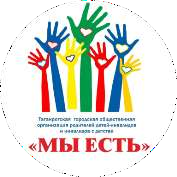 Таганрогская городская общественная
организация родителей детей-инвалидов
и инвалидов с детства
«МЫ ЕСТЬ»